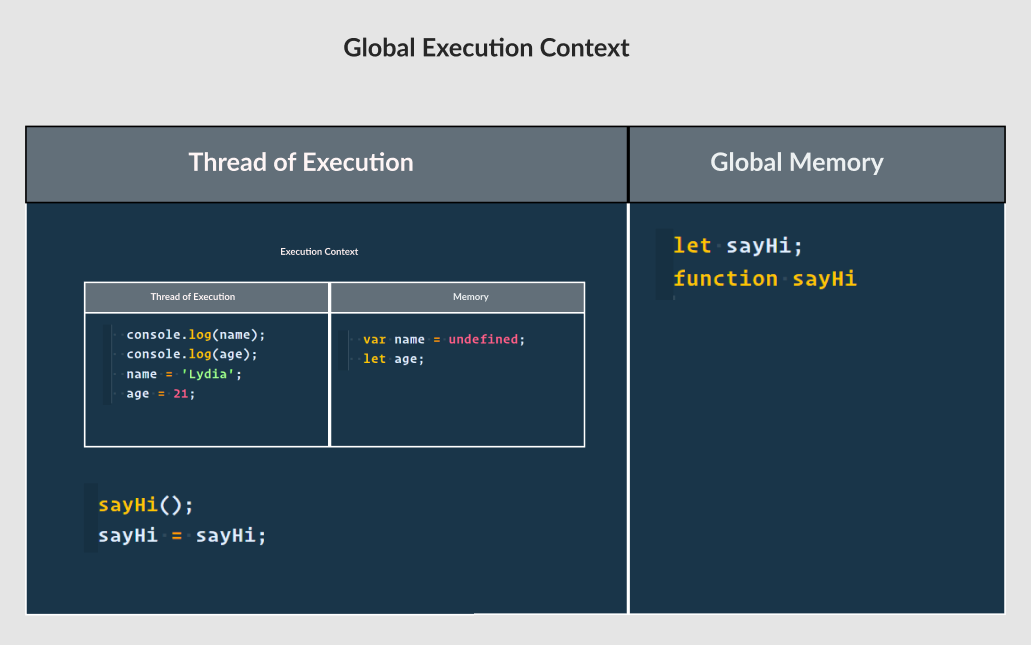 Global Execution Context
Thread of Execution
Global Memory
Execution Context
Thread of Execution
Memory
console.log(name);
console.log(age);
name = 'Lydia';
age = 21;
var name = undefined;
let age;
sayHi();
sayHi = sayHi;
let sayHi;
function sayHi